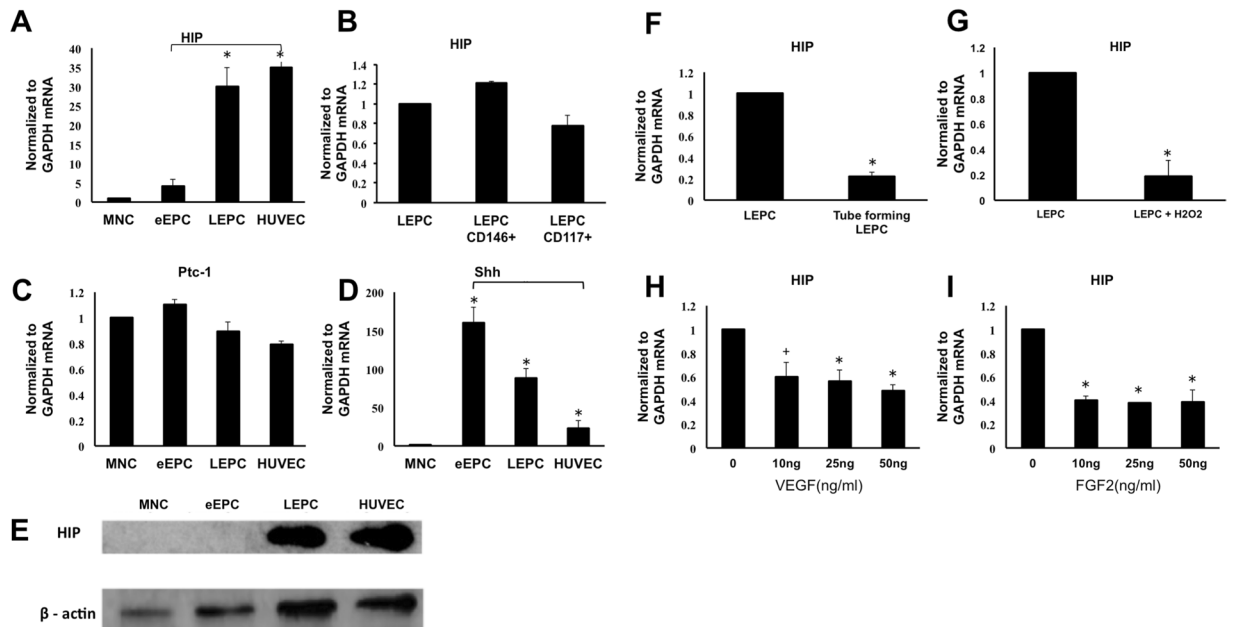 A
HIP
Normalized to
GAPDH mRNA
40
35
30
25
20
15
10
5
0
*
*
MNC eEPC LEPC HUVEC
B
HIP
Normalized to
GAPDH mRNA
1.4
1.2
1
0.8
0.6
0.4
0.2
0
LEPC LEPC LEPC
CD146+ CD117+
C
Ptc-1
Normalized to
GAPDH mRNA
1.2
1
0.8
0.6
0.4
0.2
0
MNC eEPC LEPC HUVEC
D
Shh
Normalized to
GAPDH mRNA
200
150
100
50
0
*
*
*
MNC eEPC LEPC HUVEC
E
MNC eEPC LEPC HUVEC
HIP
β - actin
F
HIP
Normalized to
GAPDH mRNA
1.2
1
0.8
0.6
0.4
0.2
0
*
LEPC Tube forming
LEPC
G
HIP
Normalied to
GAPDH mRNA
1.2
1
0.8
0.6
0.4
0.2
0
*
LEPC LEPC + H2O2
H
HIP
Normalized to
GAPDH mRNA
1.2
1
0.8
0.6
0.4
0.2
0
+
*
*
0 10ng 25ng 50ng
VEGF(ng/ml)
I
HIP
Normalized to
GAPDH mRNA
1.2
1
0.8
0.6
0.4
0.2
0
*
*
*
0 10ng 25ng 50ng
FGF2(ng/ml)